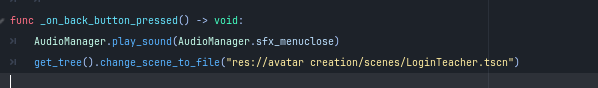 func _on_back_button_pressed() -> void:
AudioManager.play_sound(AudioManager.sfx_menuclose)
get_tree().change_scene_to_file("res://avatar creation/scenes/LoginTeacher.tscn")